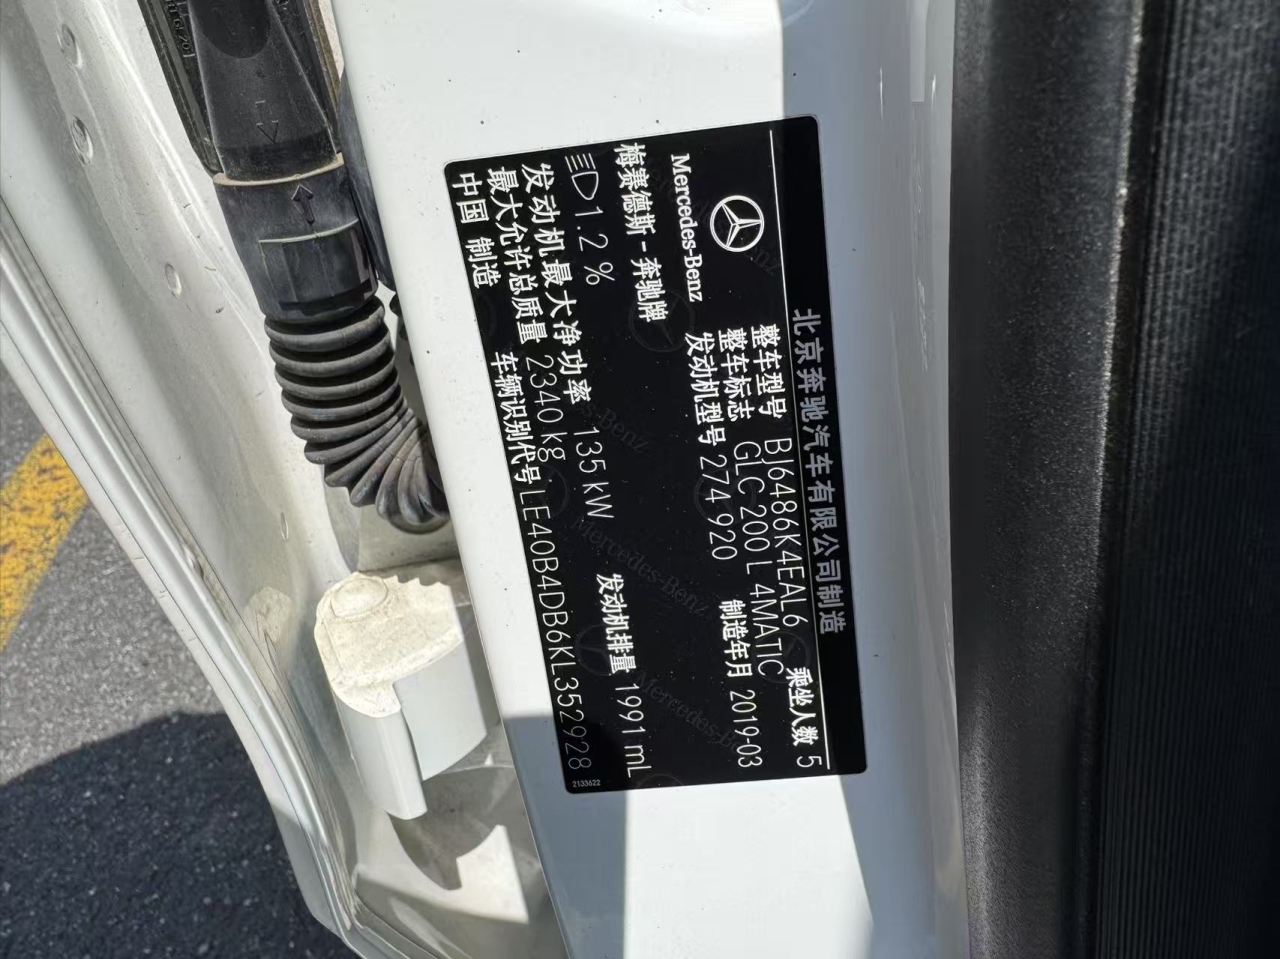 北京奔驰汽车有限公司制造
Mercedes-Benz
整车型号 BJ6486K4EAL6 乘坐人数 5
整车标志 GLC 200 L 4MATIC
发动机型号 274 920 制造年月 2019-03
梅赛德斯-奔驰牌
1.2 %
发动机最大净功率 135 kW 发动机排量 1991 mL
最大允许总质量 2340 kg
中国 制造 车辆识别代号 LE40B4DB6KL352928
2133622